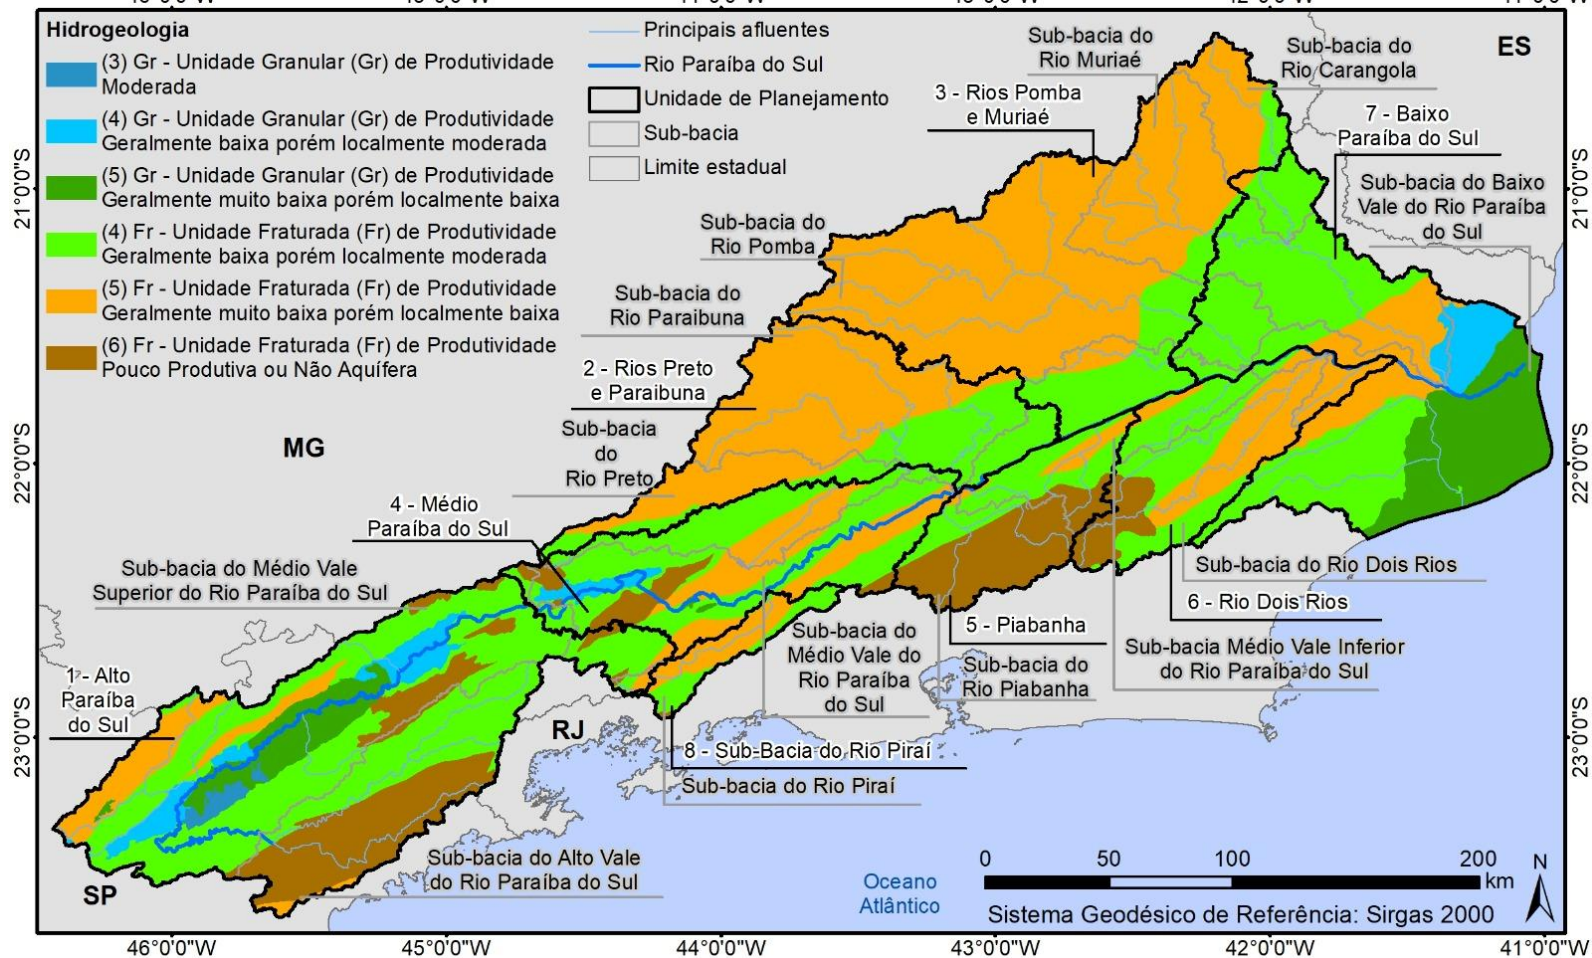 Hidrogeologia
(3) Gr - Unidade Granular (Gr) de Produtividade
Moderada
(4) Gr - Unidade Granular (Gr) de Produtividade
Geralmente baixa porém localmente moderada
(5) Gr - Unidade Granular (Gr) de Produtividade
Geralmente muito baixa porém localmente baixa
(4) Fr - Unidade Fraturada (Fr) de Produtividade
Geralmente baixa porém localmente moderada
(5) Fr - Unidade Fraturada (Fr) de Produtividade
Geralmente muito baixa porém localmente baixa
(6) Fr - Unidade Fraturada (Fr) de Produtividade
Pouco Produtiva ou Não Aquífera
Principais afluentes
Rio Paraíba do Sul
Unidade de Planejamento
Sub-bacia
Limite estadual
Sub-bacia do
Rio Muriaé
Sub-bacia do
Rio Carangola
ES
3 - Rios Pomba
e Muriaé
7 - Baixo
Paraíba do Sul
Sub-bacia do Baixo
Vale do Rio Paraíba
do Sul
Sub-bacia do
Rio Pomba
Sub-bacia do
Rio Paraibuna
2 - Rios Preto
e Paraibuna
MG
Sub-bacia
do
Rio Preto
4 - Médio
Paraíba do Sul
Sub-bacia do Médio Vale
Superior do Rio Paraíba do Sul
1 - Alto
Paraíba
do Sul
Sub-bacia do Rio Dois Rios
6 - Rio Dois Rios
5 - Piabanha
Sub-bacia do
Médio Vale do
Rio Paraíba
do Sul
Sub-bacia do
Rio Piabanha
Sub-bacia Médio Vale Inferior
do Rio Paraíba do Sul
RJ
8 - Sub-Bacia do Rio Piraí
Sub-bacia do Rio Piraí
Sub-bacia do Alto Vale
do Rio Paraíba do Sul
SP
Oceano
Atlântico
0 50 100 200
km
N
Sistema Geodésico de Referência: Sirgas 2000
21°0'0"S
22°0'0"S
23°0'0"S
21°0'0"S
22°0'0"S
23°0'0"S
46°0'0"W 45°0'0"W 44°0'0"W 43°0'0"W 42°0'0"W 41°0'0"W